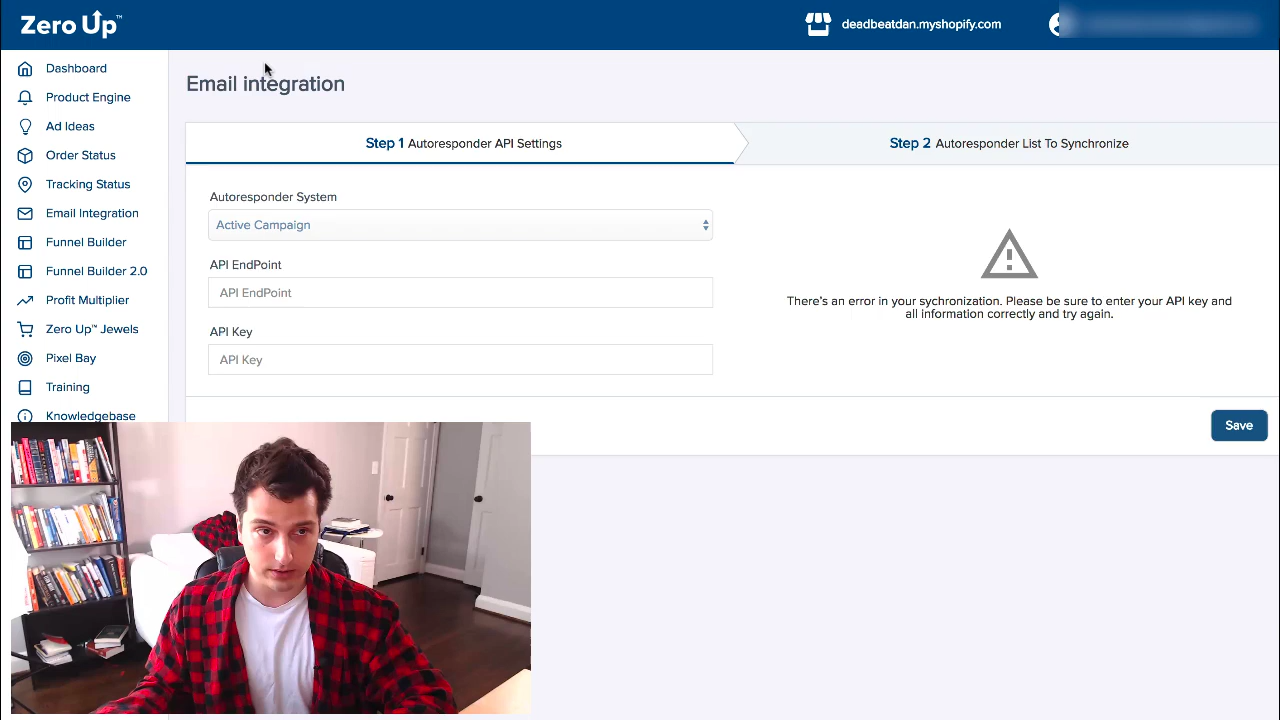 Zero Up™
deadbeatdan.myshopify.com
Dashboard
Product Engine
Ad Ideas
Order Status
Tracking Status
Email Integration
Funnel Builder
Funnel Builder 2.0
Profit Multiplier
Zero Up™ Jewels
Pixel Bay
Training
Knowledgebase
Email integration
Step 1 Autoresponder API Settings
Step 2 Autoresponder List To Synchronize
Autoresponder System
Active Campaign
API EndPoint
API EndPoint
API Key
API Key
There's an error in your sychronization. Please be sure to enter your API key and
all information correctly and try again.
Save